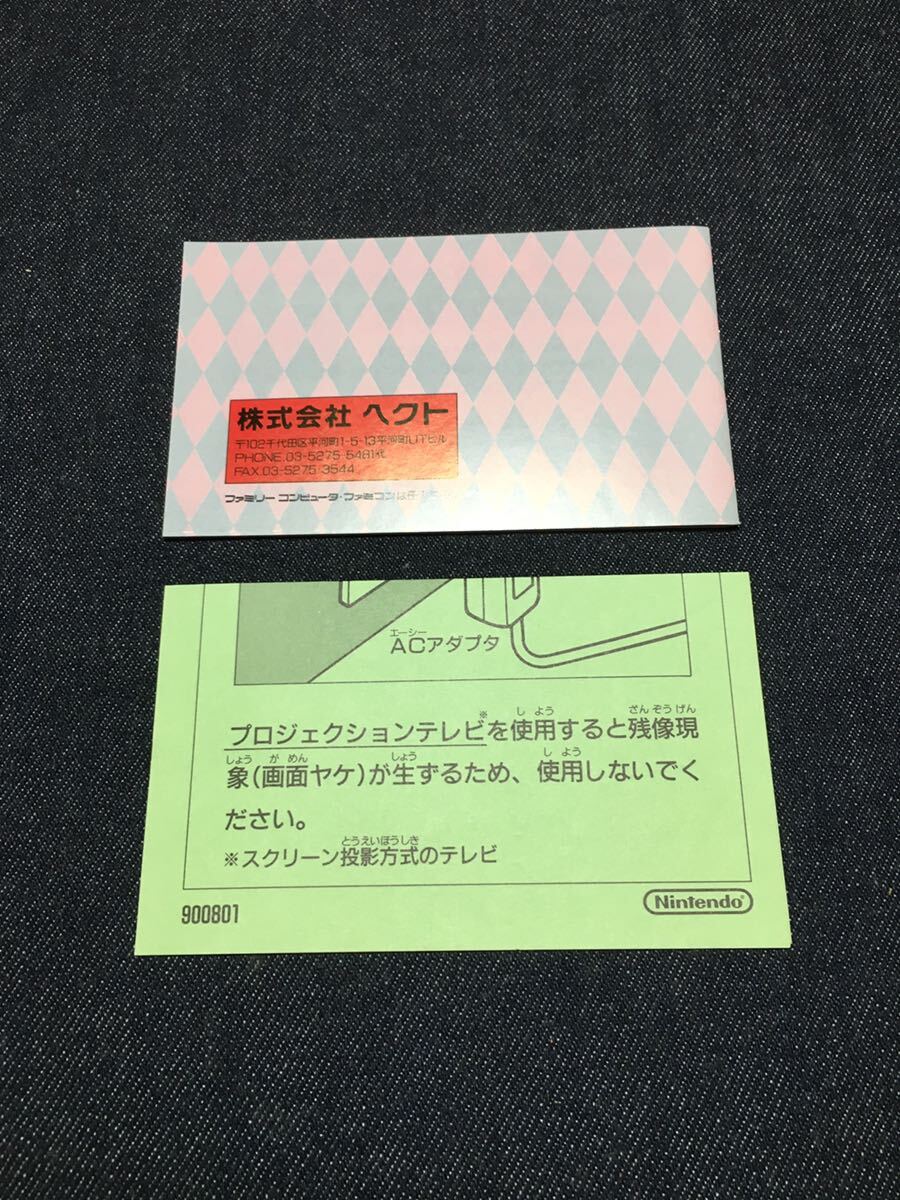 株式会社 ヘクト
〒102千代田区平河町1-5-13平河町UTビル
PHONE.03-5275-5481代
FAX.03-5275-3544
ファミリーコンピュータ・ファミコンは任
エーシー
ACアダプタ
しよう ざんぞうげん
プロジェクションテレビ※を使用すると残像現
しょう がめん しょう しよう
象(画面ヤケ)が生ずるため、使用しないでく
ださい。
とうえいほうしき
※スクリーン投影方式のテレビ
900801
Nintendo®